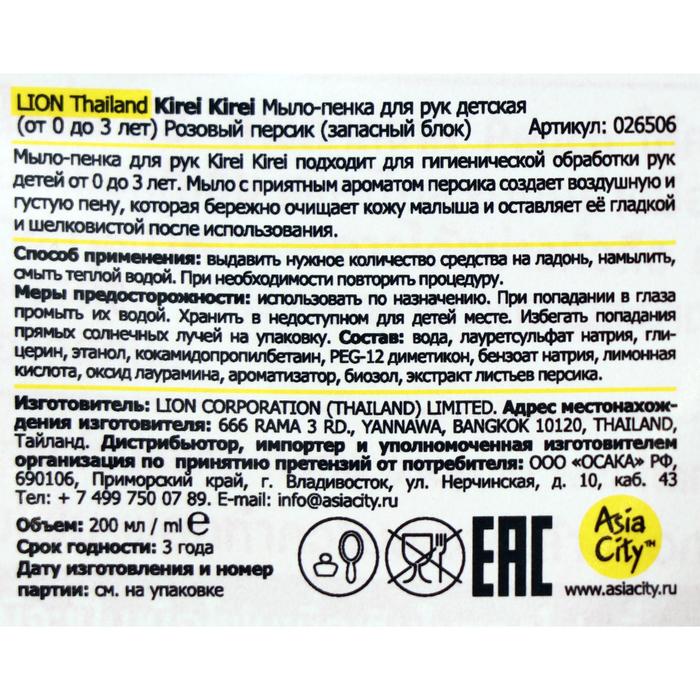 LION Thailand Kirei Kirei Мыло-пенка для рук детская
(от 0 до 3 лет) Розовый персик (запасный блок) Артикул: 026506
Мыло-пенка для рук Kirei Kirei подходит для гигиенической обработки рук
детей от 0 до 3 лет. Мыло с приятным ароматом персика создает воздушную и
густую пену, которая бережно очищает кожу малыша и оставляет её гладкой
и шелковистой после использования.
Способ применения: выдавить нужное количество средства на ладонь, намылить,
смыть теплой водой. При необходимости повторить процедуру.
Меры предосторожности: использовать по назначению. При попадании в глаза
промыть их водой. Хранить в недоступном для детей месте. Избегать попадания
прямых солнечных лучей на упаковку. Состав: вода, лауретсульфат натрия, гли-
церин, этанол, кокамидопропилбетаин, PEG-12 диметикон, бензоат натрия, лимонная
кислота, оксид лаурамина, ароматизатор, биозол, экстракт листьев персика.
Изготовитель: LION CORPORATION (THAILAND) LIMITED. Адрес местонахож-
дения изготовителя: 666 RAMA 3 RD., YANNAWA, BANGKOK 10120, THAILAND,
Тайланд. Дистрибьютор, импортер и уполномоченная изготовителем
организация по принятию претензий от потребителя: ООО «ОСАКА» РФ,
690106, Приморский край, г. Владивосток, ул. Нерчинская, д. 10, каб. 43
Тел: + 7 499 750 07 89. E-mail: info@asiacity.ru
Объем: 200 мл / ml ℮
Срок годности: 3 года
Дату изготовления и номер
партии: см. на упаковке
EAC
Asia
City™
www.asiacity.ru